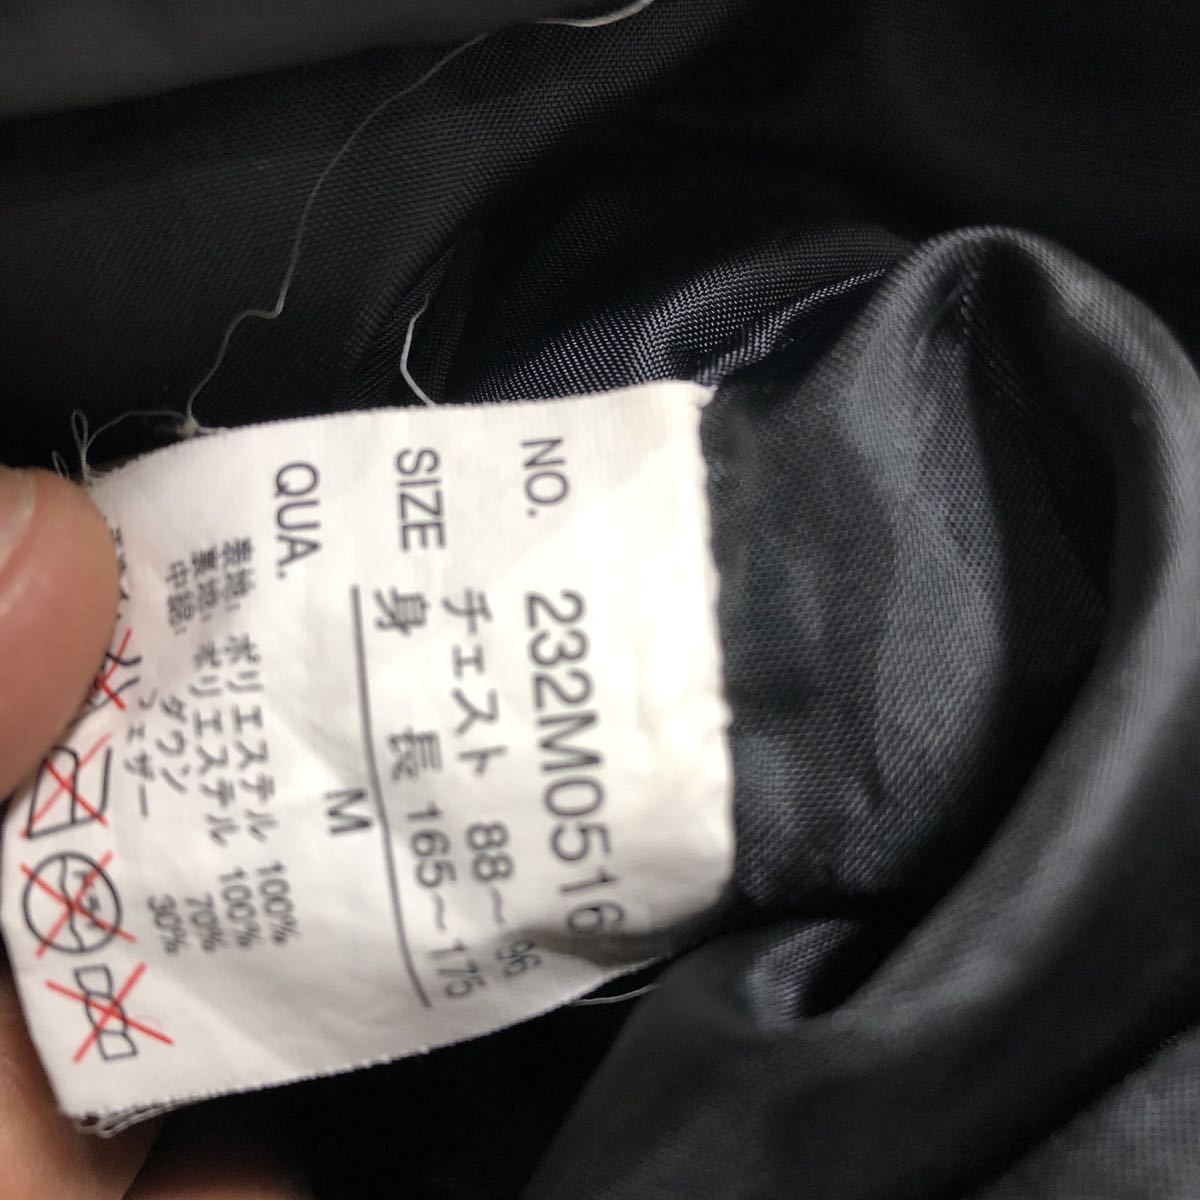 NO. 232M0516
SIZE チェスト 88～96
身 長 165～175
M
QUA.
表地: ポリエステル 100%
裏地: ポリエステル 100%
中綿: ダウン 70%
フェザー 30%